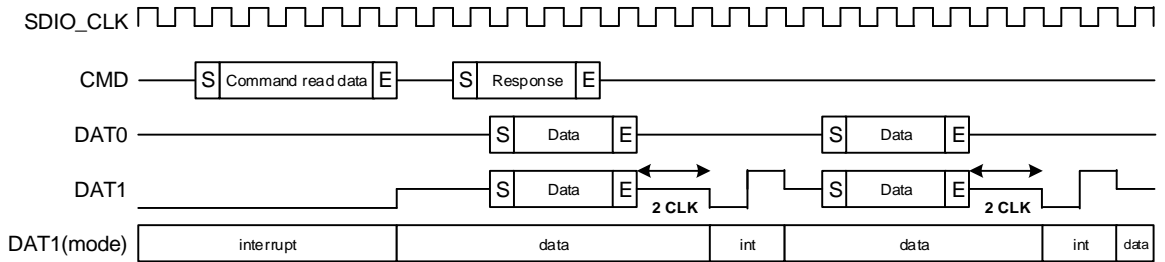 SDIO_CLK
CMD S Command read data E S Response E
DAT0 S Data E S Data E
DAT1 S Data E S Data E
2 CLK 2 CLK
DAT1(mode) interrupt data int data int data